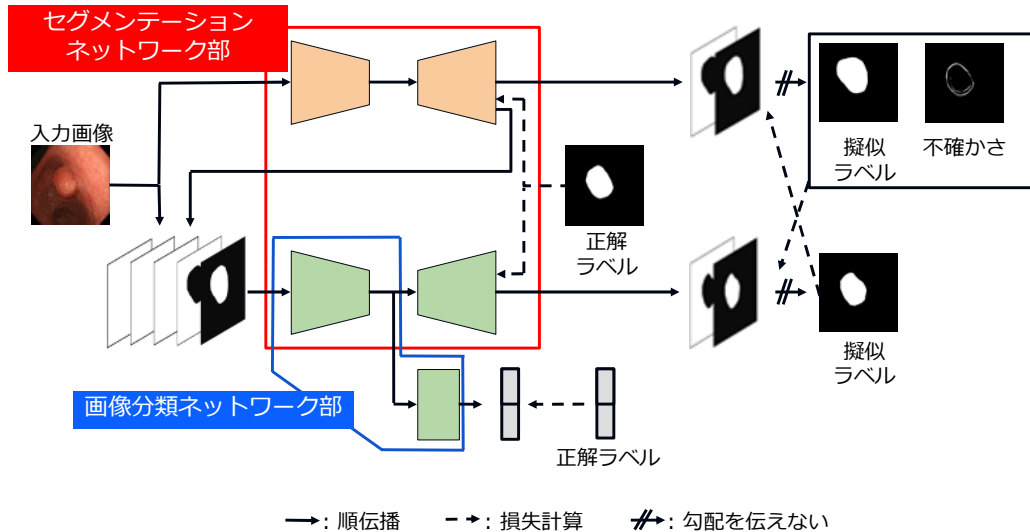 セグメンテーション
ネットワーク部
入力画像
擬似
ラベル
不確かさ
正解
ラベル
擬似
ラベル
画像分類ネットワーク部
正解ラベル
: 順伝播
: 損失計算
: 勾配を伝えない